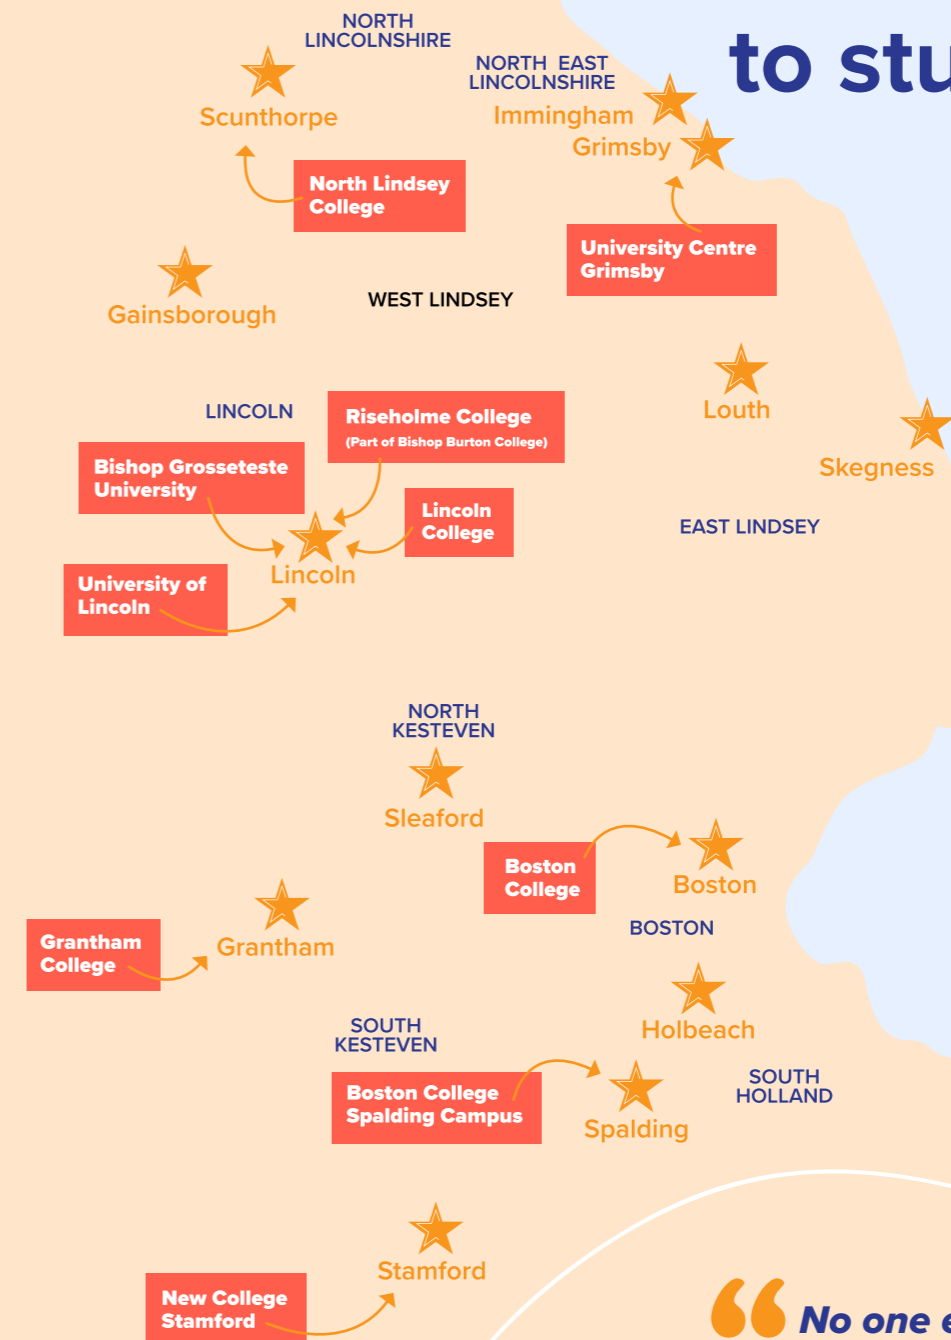 NORTH
LINCOLNSHIRE
to stu
NORTH EAST
LINCOLNSHIRE
Scunthorpe
Immingham
Grimsby
North Lindsey
College
University Centre
Grimsby
Gainsborough
WEST LINDSEY
LINCOLN
Riseholme College
(Part of Bishop Burton College)
Louth
Skegness
Bishop Grosseteste
University
Lincoln
College
EAST LINDSEY
Lincoln
University of
Lincoln
NORTH
KESTEVEN
Sleaford
Boston
College
Boston
BOSTON
Grantham
College
Grantham
SOUTH
KESTEVEN
Holbeach
SOUTH
HOLLAND
Boston College
Spalding Campus
Spalding
Stamford
New College
Stamford
“ No one